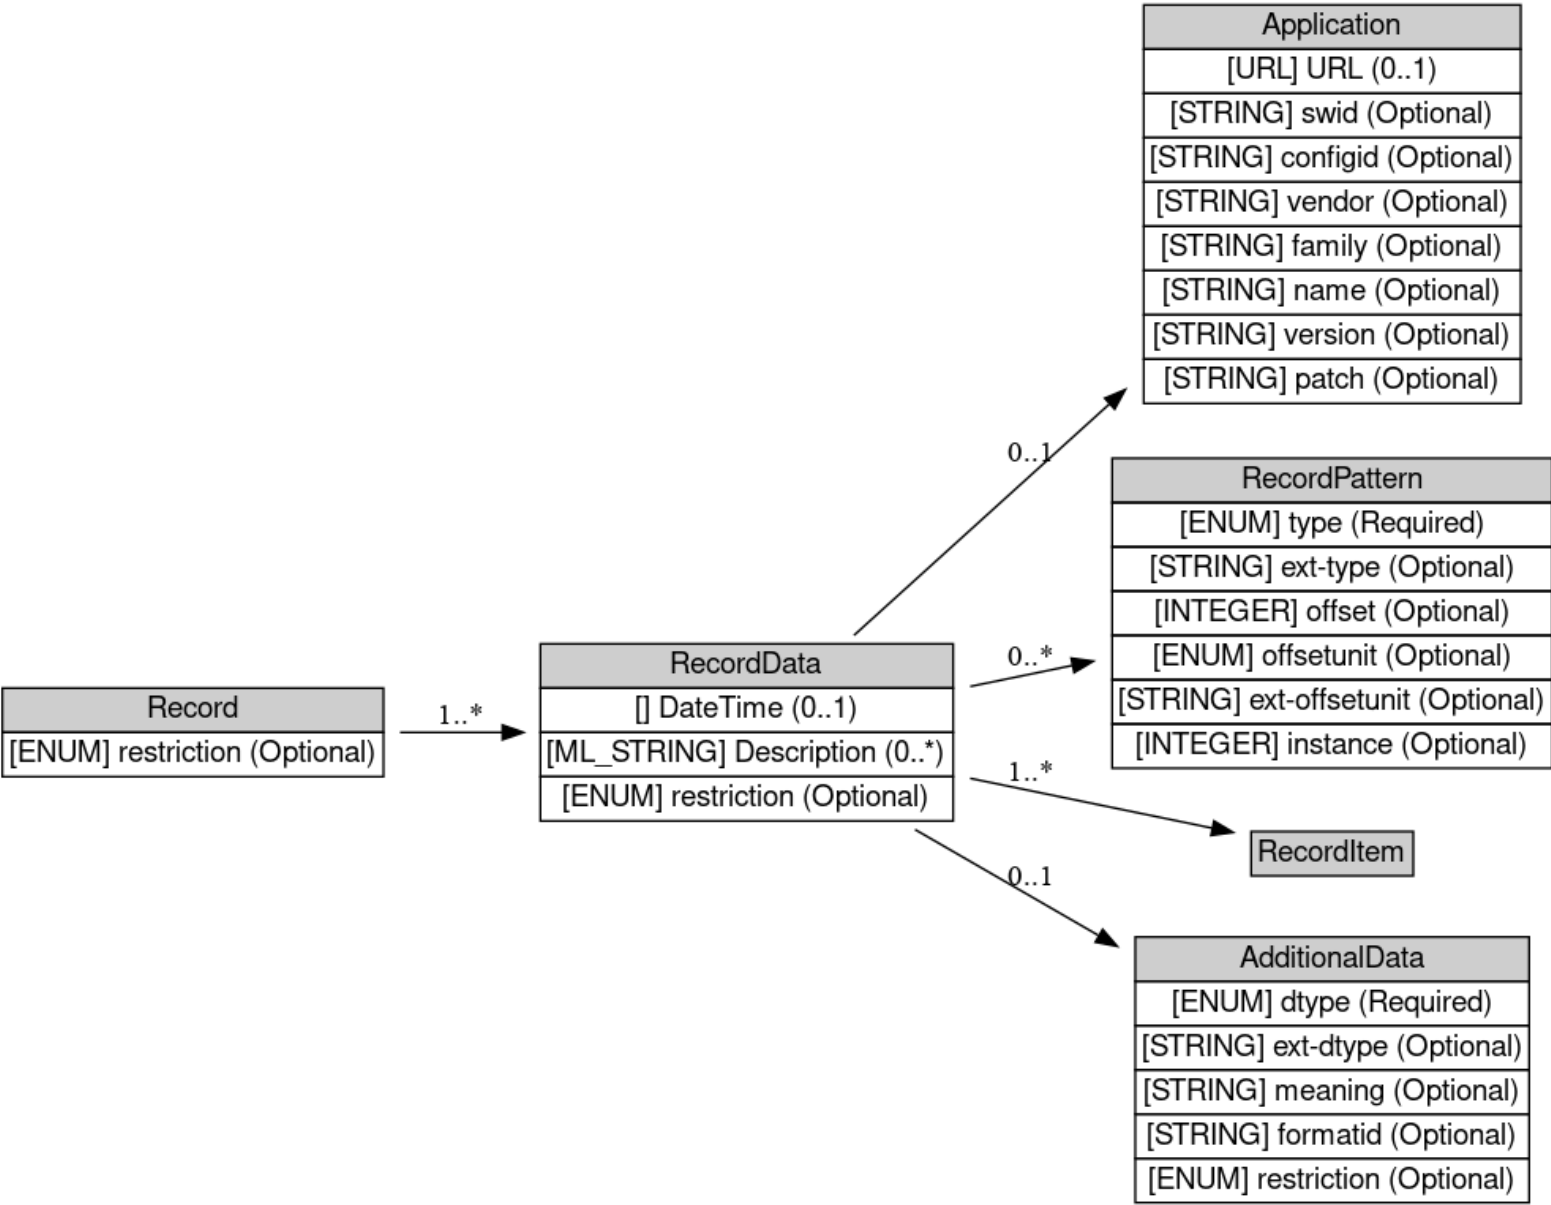 Application
[URL] URL (0..1)
[STRING] swid (Optional)
[STRING] configid (Optional)
[STRING] vendor (Optional)
[STRING] family (Optional)
[STRING] name (Optional)
[STRING] version (Optional)
[STRING] patch (Optional)
0..1
RecordPattern
[ENUM] type (Required)
[STRING] ext-type (Optional)
[INTEGER] offset (Optional)
[ENUM] offsetunit (Optional)
[STRING] ext-offsetunit (Optional)
[INTEGER] instance (Optional)
0..*
Record
[ENUM] restriction (Optional)
1..*
RecordData
[] DateTime (0..1)
[ML_STRING] Description (0..*)
[ENUM] restriction (Optional)
1..*
RecordItem
0..1
AdditionalData
[ENUM] dtype (Required)
[STRING] ext-dtype (Optional)
[STRING] meaning (Optional)
[STRING] formatid (Optional)
[ENUM] restriction (Optional)